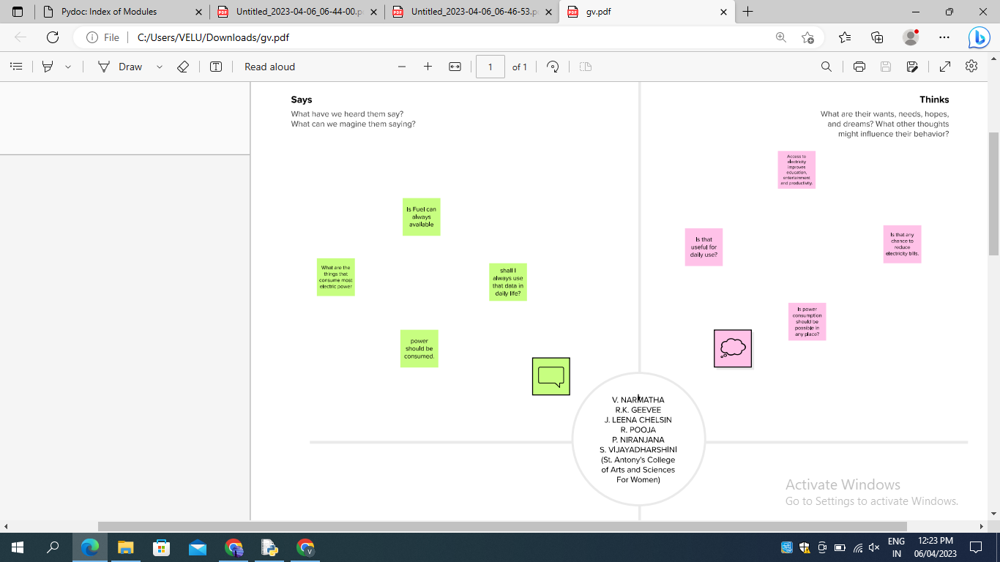 Pydoc: Index of Modules
Untitled_2023-04-06_06-44-00.p
Untitled_2023-04-06_06-46-53.p
gv.pdf
File
C:/Users/VELU/Downloads/gv.pdf
Draw
Read aloud
1
of 1
Says
What have we heard them say?
What can we magine them saying?
Thinks
What are their wants, needs, hopes,
and dreams? What other thoughts
might influence their behavior?
Access to
electricity
improves
education,
entertainment
and productivity.
Is Fuel can
always
available
Is that
useful for
daily use?
Is that any
chance to
reduce
electricity bills.
What are the
things that
consume most
electric power
shall I
always use
that data in
daily life?
Is power
consumption
should be
possible in
any place?
power
should be
consumed.
V. NARMATHA
R.K. GEEVEE
J. LEENA CHELSIN
R. POOJA
P. NIRANJANA
S. VIJAYADHARSHINI
(St. Antony's College
of Arts and Sciences
For Women)
Activate Windows
Go to Settings to activate Windows.
ENG
IN
12:23 PM
06/04/2023